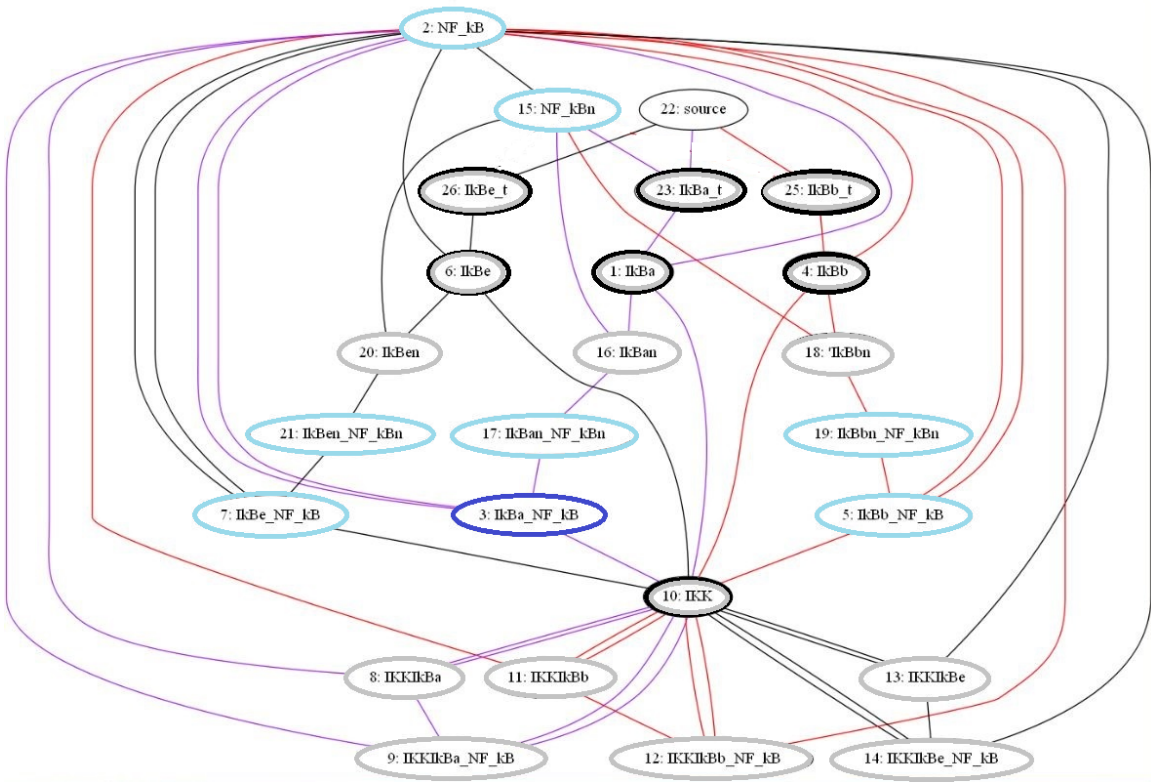 2: NF_kB
15: NF_kBn
22: source
26: IkBe_t
23: IkBa_t
25: IkBb_t
6: IkBe
1: IkBa
4: IkBb
20: IkBen
16: IkBan
18: 'IkBbn
21: IkBen_NF_kBn
17: IkBan_NF_kBn
19: IkBbn_NF_kBn
7: IkBe_NF_kB
3: IkBa_NF_kB
5: IkBb_NF_kB
10: IKK
8: IKKIkBa
11: IKKIkBb
13: IKKIkBe
9: IKKIkBa_NF_kB
12: IKKIkBb_NF_kB
14: IKKIkBe_NF_kB